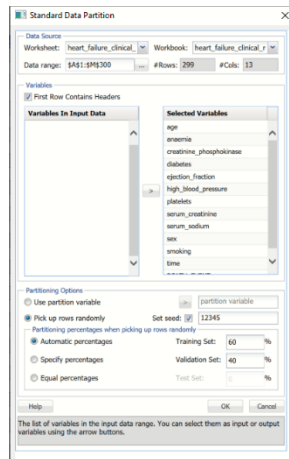 Standard Data Partition
Data Source
Worksheet: heart_failure_clinical_ Workbook: heart_failure_clinical_r
Data range: $A$1:$M$300 ... #Rows: 299 #Cols: 13
Variables
First Row Contains Headers
Variables In Input Data
Selected Variables
age
anaemia
creatinine_phosphokinase
diabetes
ejection_fraction
high_blood_pressure
platelets
serum_creatinine
serum_sodium
sex
smoking
time
>
Partitioning Options
Use partition variable > partition variable
Pick up rows randomly Set seed: 12345
Partitioning percentages when picking up rows randomly
Automatic percentages Training Set: 60 %
Specify percentages Validation Set: 40 %
Equal percentages Test Set: %
Help OK Cancel
The list of variables in the input data range. You can select them as input or output
variables using the arrow buttons.